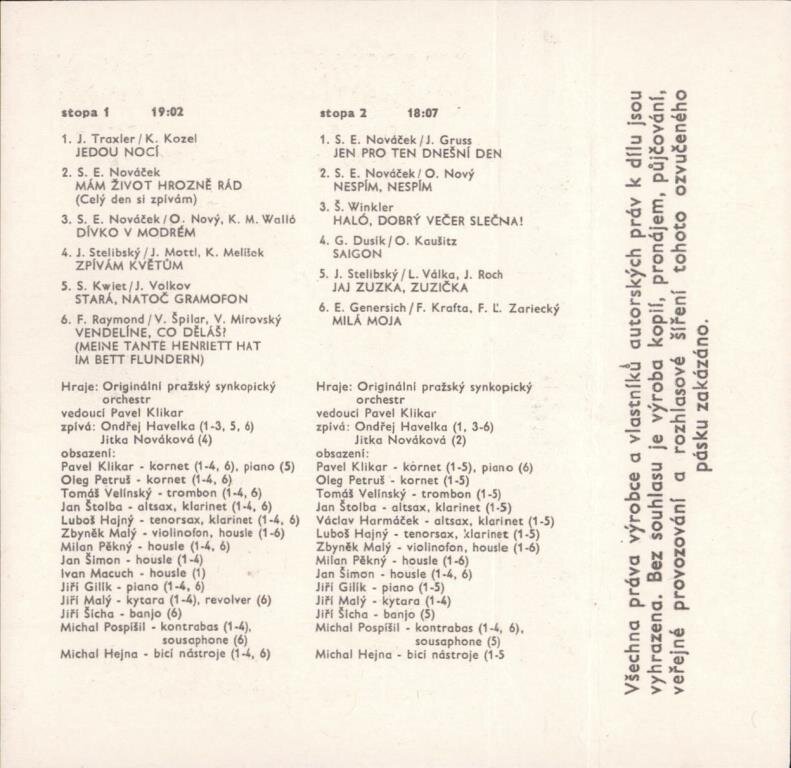 stopa 1 19:02
1. J. Traxler/K. Kozel
JEDOU NOCÍ
2. S. E. Nováček
MÁM ŽIVOT HROZNĚ RÁD
(Celý den si zpívám)
3. S. E. Nováček/O. Nový, K. M. Walló
DÍVKO V MODRÉM
4. J. Stelibský/J. Mottl, K. Melíšek
ZPÍVÁM KVĚTŮM
5. S. Kwiet/J. Volkov
STARÁ, NATOČ GRAMOFON
6. F. Raymond/V. Špilar, V. Mirovský
VENDELÍNE, CO DĚLÁŠ?
(MEINE TANTE HENRIETT HAT
IM BETT FLUNDERN)
Hraje: Originální pražský synkopický
orchestr
vedoucí Pavel Klikar
zpívá: Ondřej Havelka (1-3, 5, 6)
Jitka Nováková (4)
obsazení:
Pavel Klikar - kornet (1-4, 6), piano (5)
Oleg Petruš - kornet (1-4, 6)
Tomáš Velínský - trombon (1-4, 6)
Jan Štolba - altsax, klarinet (1-4, 6)
Luboš Hajný - tenorsax, klarinet (1-4, 6)
Zbyněk Malý - violinofon, housle (1-6)
Milan Pěkný - housle (1-4, 6)
Jan Šimon - housle (1-4)
Ivan Macuch - housle (1)
Jiří Gilík - piano (1-4, 6)
Jiří Malý - kytara (1-4), revolver (6)
Jiří Šícha - banjo (6)
Michal Pospíšil - kontrabas (1-4),
sousaphone (6)
Michal Hejna - bicí nástroje (1-4, 6)
stopa 2 18:07
1. S. E. Nováček/J. Gruss
JEN PRO TEN DNEŠNÍ DEN
2. S. E. Nováček/O. Nový
NESPÍM, NESPÍM
3. Š. Winkler
HALÓ, DOBRÝ VEČER SLEČNA!
4. G. Dusík/O. Kaušitz
SAIGON
5. J. Stelibský/L. Válka, J. Roch
JAJ ZUZKA, ZUZIČKA
6. E. Genersich/F. Krafta, F. Ľ. Zariecký
MILÁ MOJA
Hraje: Originální pražský synkopický
orchestr
vedoucí Pavel Klikar
zpívá: Ondřej Havelka (1, 3-6)
Jitka Nováková (2)
obsazení:
Pavel Klikar - kornet (1-5), piano (6)
Oleg Petruš - kornet (1-5)
Tomáš Velínský - trombon (1-5)
Jan Štolba - altsax, klarinet (1-5)
Václav Harmáček - altsax, klarinet (1-5)
Luboš Hajný - tenorsax, klarinet (1-5)
Zbyněk Malý - violinofon, housle (1-6)
Milan Pěkný - housle (1-6)
Jan Šimon - housle (1-4, 6)
Jiří Gilík - piano (1-5)
Jiří Malý - kytara (1-4)
Jiří Šícha - banjo (5)
Michal Pospíšil - kontrabas (1-4, 6),
sousaphone (5)
Michal Hejna - bicí nástroje (1-5
Všechna práva výrobce a vlastníků autorských práv k dílu jsou
vyhrazena. Bez souhlasu je výroba kopií, pronájem, půjčování,
veřejné provozování a rozhlasové šíření tohoto ozvučeného
pásku zakázáno.